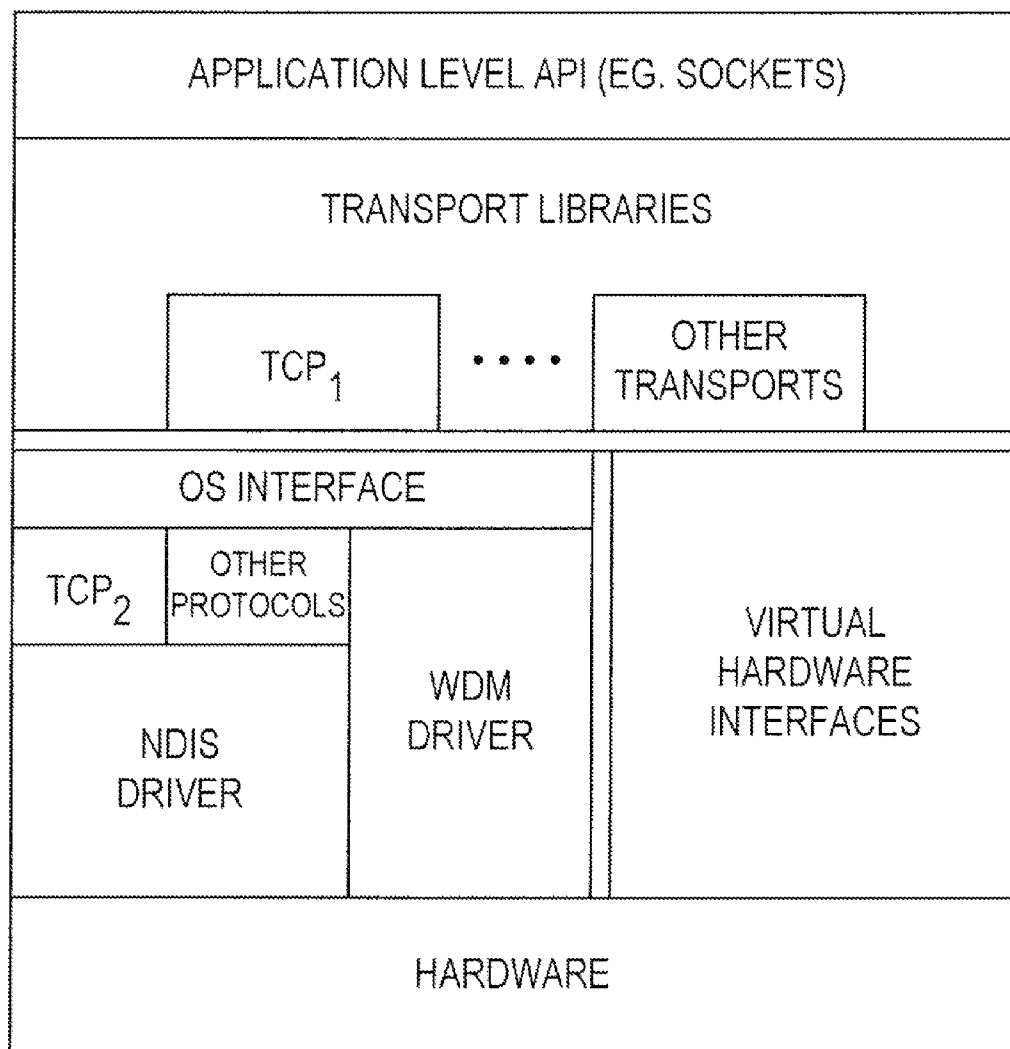 APPLICATION LEVEL API (EG. SOCKETS)
TRANSPORT LIBRARIES
TCP1
OTHER
TRANSPORTS
OS INTERFACE
TCP2
OTHER
PROTOCOLS
NDIS
DRIVER
WDM
DRIVER
VIRTUAL
HARDWARE
INTERFACES
HARDWARE